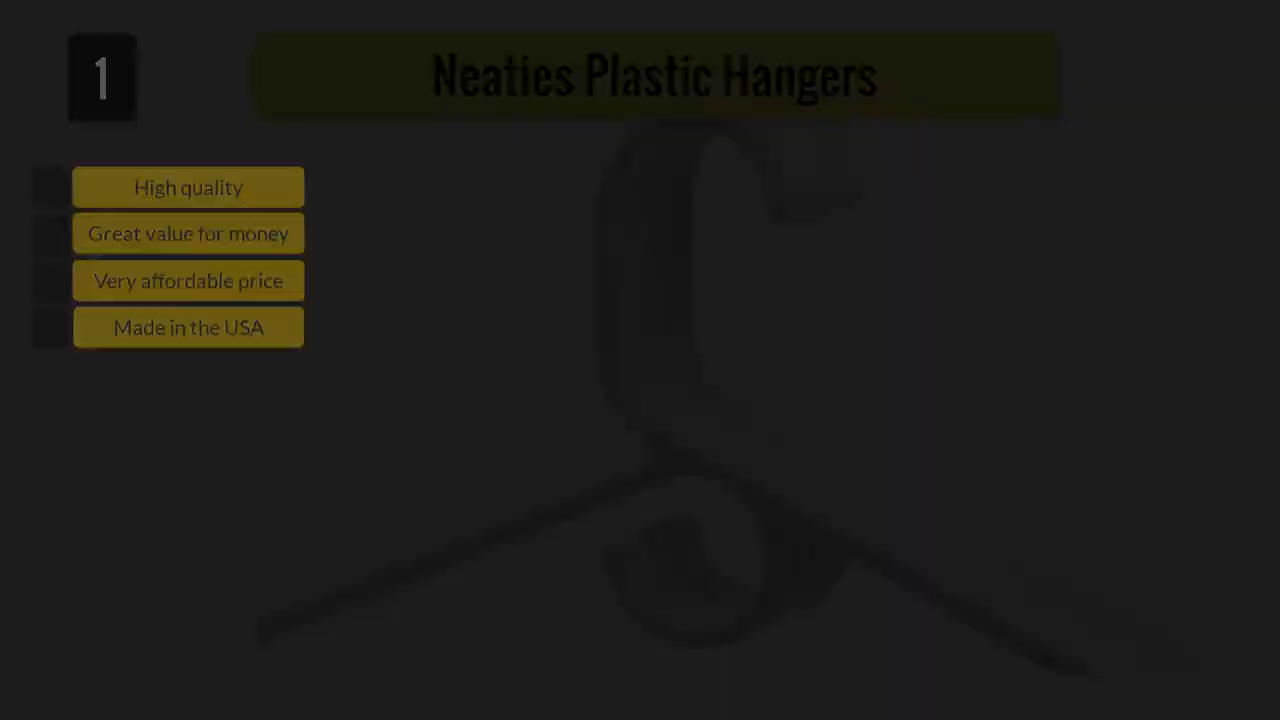 1
Neaties Plastic Hangers
High quality
Great value for money
Very affordable price
Made in the USA